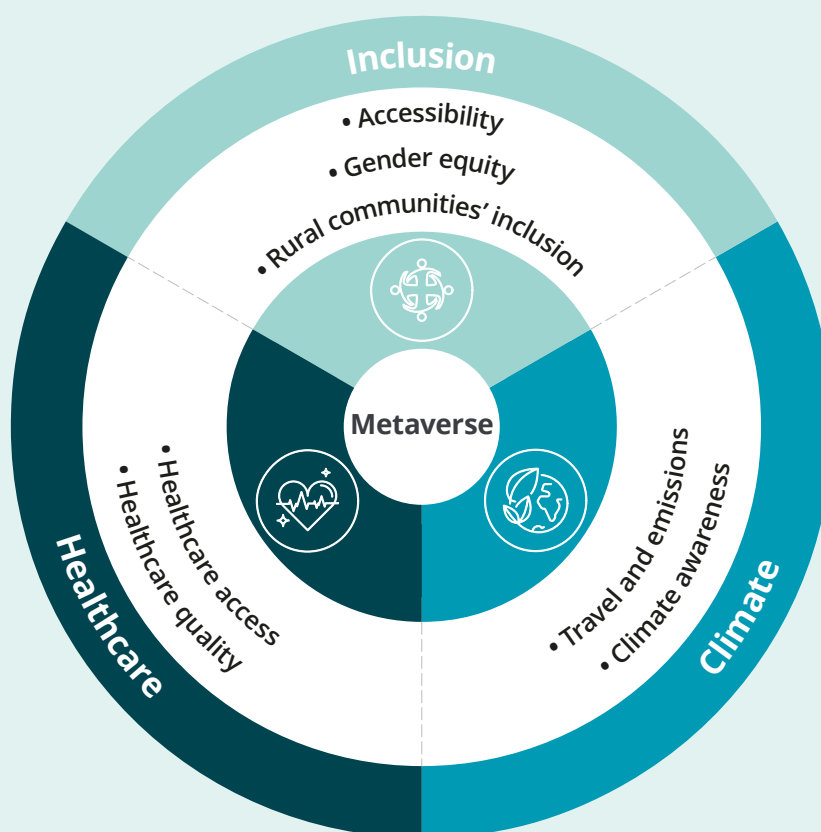 Inclusion
• Accessibility
• Gender equity
• Rural communities’ inclusion
Metaverse
Healthcare
• Healthcare access
• Healthcare quality
Climate
• Travel and emissions
• Climate awareness